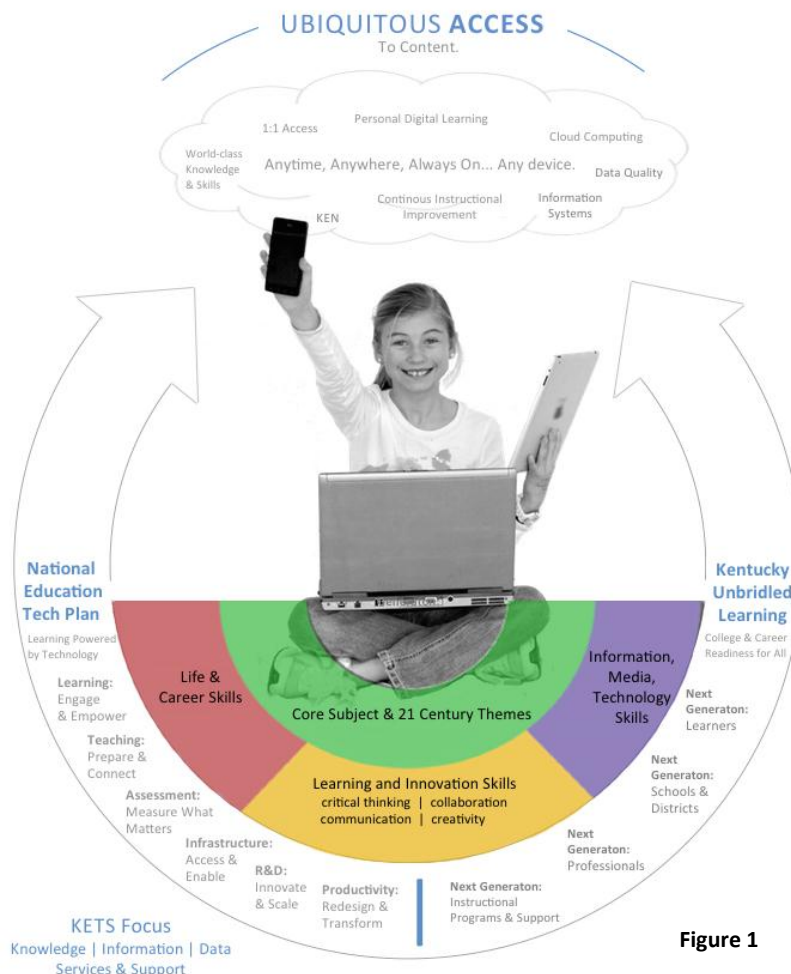 UBIQUITOUS ACCESS
To Content.
1:1 Access
Personal Digital Learning
Cloud Computing
World-class
Knowledge
& Skills
Anytime, Anywhere, Always On... Any device.
Data Quality
KEN
Continous Instructional
Improvement
Information
Systems
National
Education
Tech Plan
Learning Powered
by Technology
Learning:
Engage
& Empower
Teaching:
Prepare &
Connect
Assessment:
Measure What
Matters
Infrastructure:
Access &
Enable
R&D:
Innovate
& Scale
Productivity:
Redesign &
Transform
Life &
Career Skills
Core Subject & 21 Century Themes
Information,
Media,
Technology
Skills
Learning and Innovation Skills
critical thinking | collaboration
communication | creativity
Kentucky
Unbridled
Learning
College & Career
Readiness for All
Next
Generaton:
Learners
Next
Generaton:
Schools &
Districts
Next
Generaton:
Professionals
Next Generaton:
Instructional
Programs & Support
KETS Focus
Knowledge | Information | Data
Services & Support
Figure 1